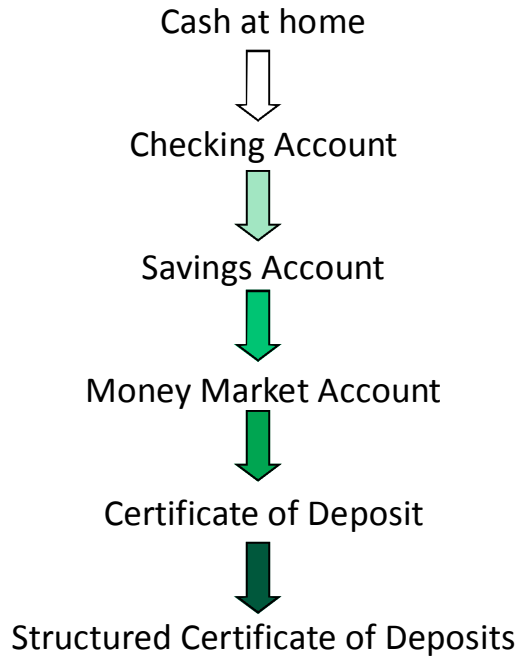 Cash at home
Checking Account
Savings Account
Money Market Account
Certificate of Deposit
Structured Certificate of Deposits